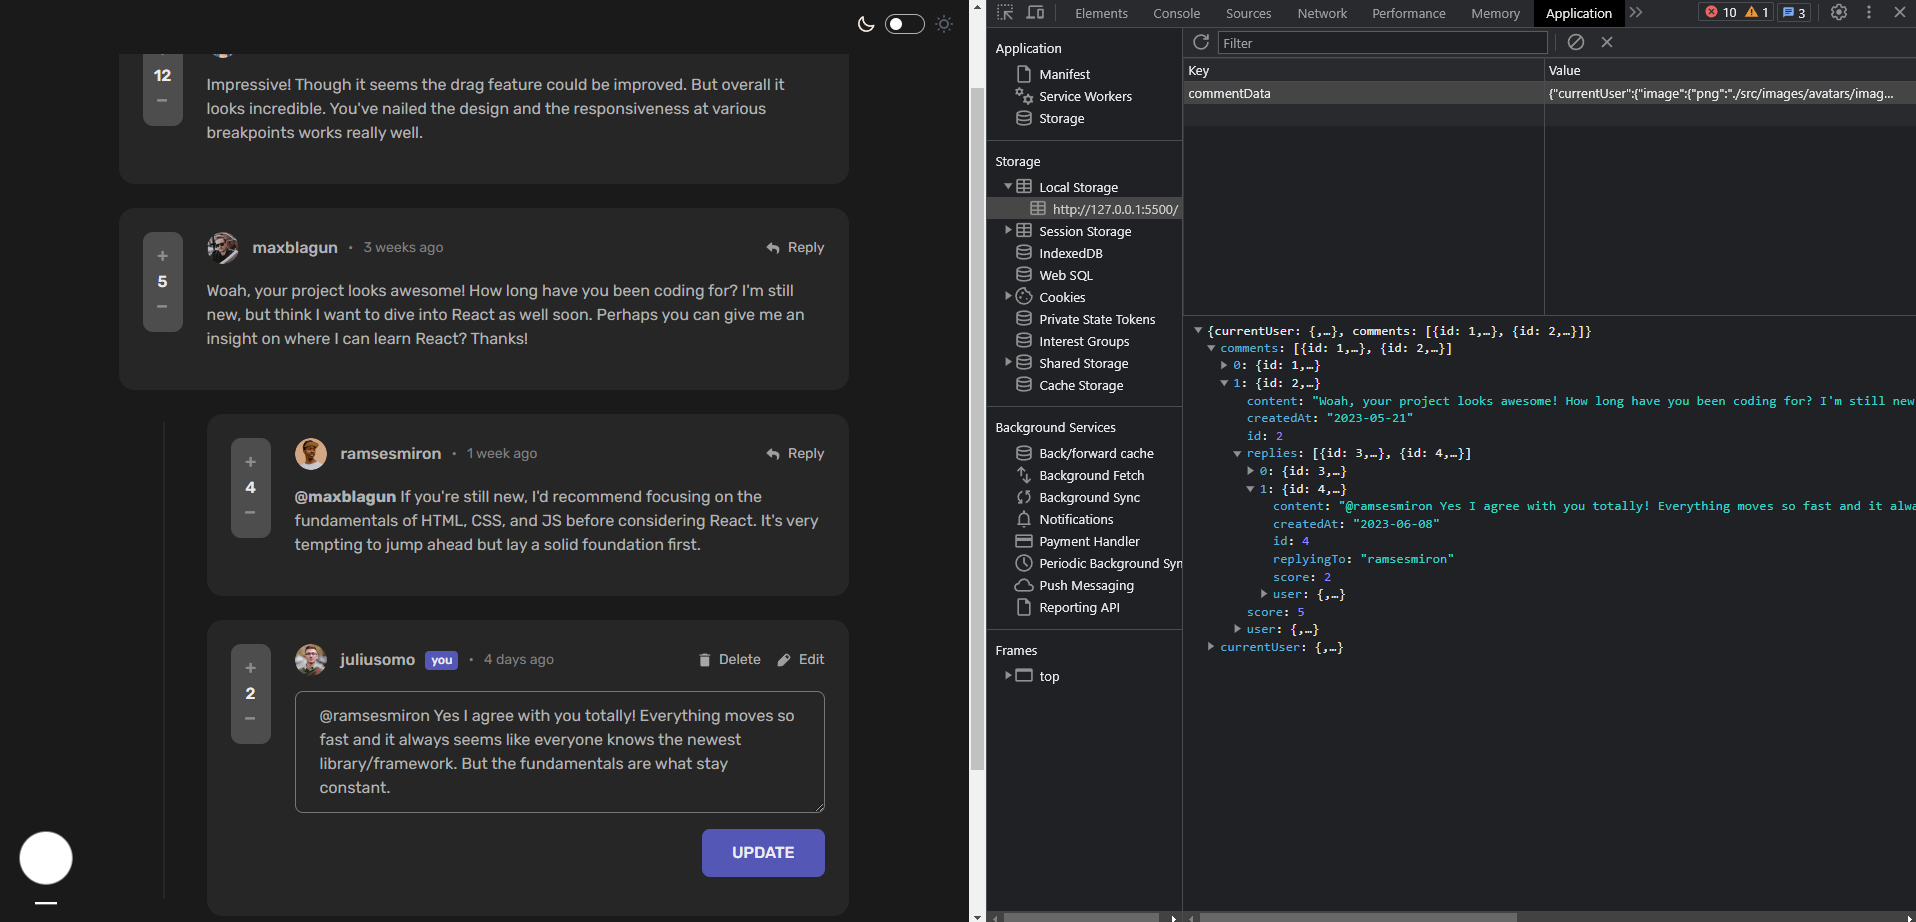 12
Impressive! Though it seems the drag feature could be improved. But overall it
looks incredible. You've nailed the design and the responsiveness at various
breakpoints works really well.
maxblagun • 3 weeks ago
Reply
+
5
−
Woah, your project looks awesome! How long have you been coding for? I'm still
new, but think I want to dive into React as well soon. Perhaps you can give me an
insight on where I can learn React? Thanks!
ramsesmiron • 1 week ago
Reply
+
4
−
@maxblagun If you're still new, I'd recommend focusing on the
fundamentals of HTML, CSS, and JS before considering React. It's very
tempting to jump ahead but lay a solid foundation first.
juliusomo you • 4 days ago
Delete Edit
+
2
−
@ramsesmiron Yes I agree with you totally! Everything moves so
fast and it always seems like everyone knows the newest
library/framework. But the fundamentals are what stay
constant.
UPDATE
Elements Console Sources Network Performance Memory Application 10 1 3
Application
Manifest
Service Workers
Storage
Storage
Local Storage
http://127.0.0.1:5500/
Session Storage
IndexedDB
Web SQL
Cookies
Private State Tokens
Interest Groups
Shared Storage
Cache Storage
Background Services
Back/forward cache
Background Fetch
Background Sync
Notifications
Payment Handler
Periodic Background Syn
Push Messaging
Reporting API
Frames
top
Filter
Key Value
commentData {"currentUser":{"image":{"png":"./src/images/avatars/imag...
{currentUser: {,…}, comments: [{id: 1,…}, {id: 2,…}]}
comments: [{id: 1,…}, {id: 2,…}]
0: {id: 1,…}
1: {id: 2,…}
content: "Woah, your project looks awesome! How long have you been coding for? I'm still new
createdAt: "2023-05-21"
id: 2
replies: [{id: 3,…}, {id: 4,…}]
0: {id: 3,…}
1: {id: 4,…}
content: "@ramsesmiron Yes I agree with you totally! Everything moves so fast and it alwa
createdAt: "2023-06-08"
id: 4
replyingTo: "ramsesmiron"
score: 2
user: {,…}
score: 5
user: {,…}
currentUser: {,…}